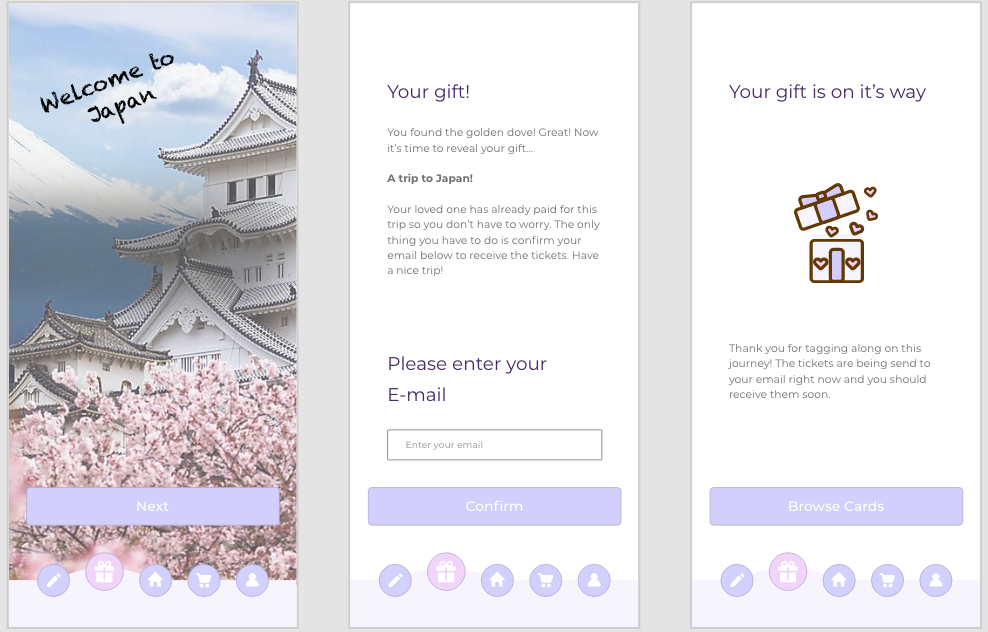 Welcome to
Japan
Next
Your gift!
You found the golden dove! Great! Now
it's time to reveal your gift...
A trip to Japan!
Your loved one has already paid for this
trip so you don't have to worry. The only
thing you have to do is confirm your
email below to receive the tickets. Have
a nice trip!
Please enter your
E-mail
Enter your email
Confirm
Your gift is on it's way
Thank you for tagging along on this
journey! The tickets are being send to
your email right now and you should
receive them soon.
Browse Cards